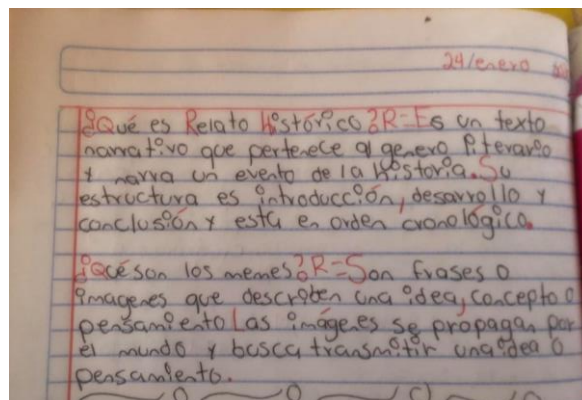 24/enero
¿Qué es Relato histórico? R= Es un texto
narrativo que pertenece al genero literario
y narra un evento de la historia. Su
estructura es introducción, desarrollo y
conclusión y está en orden cronológico.
¿Qué son los memes? R= Son frases o
imagenes que describen una idea, concepto o
pensamiento Las imágenes se propagan por
el mundo y busca transmitir una idea o
pensamiento.